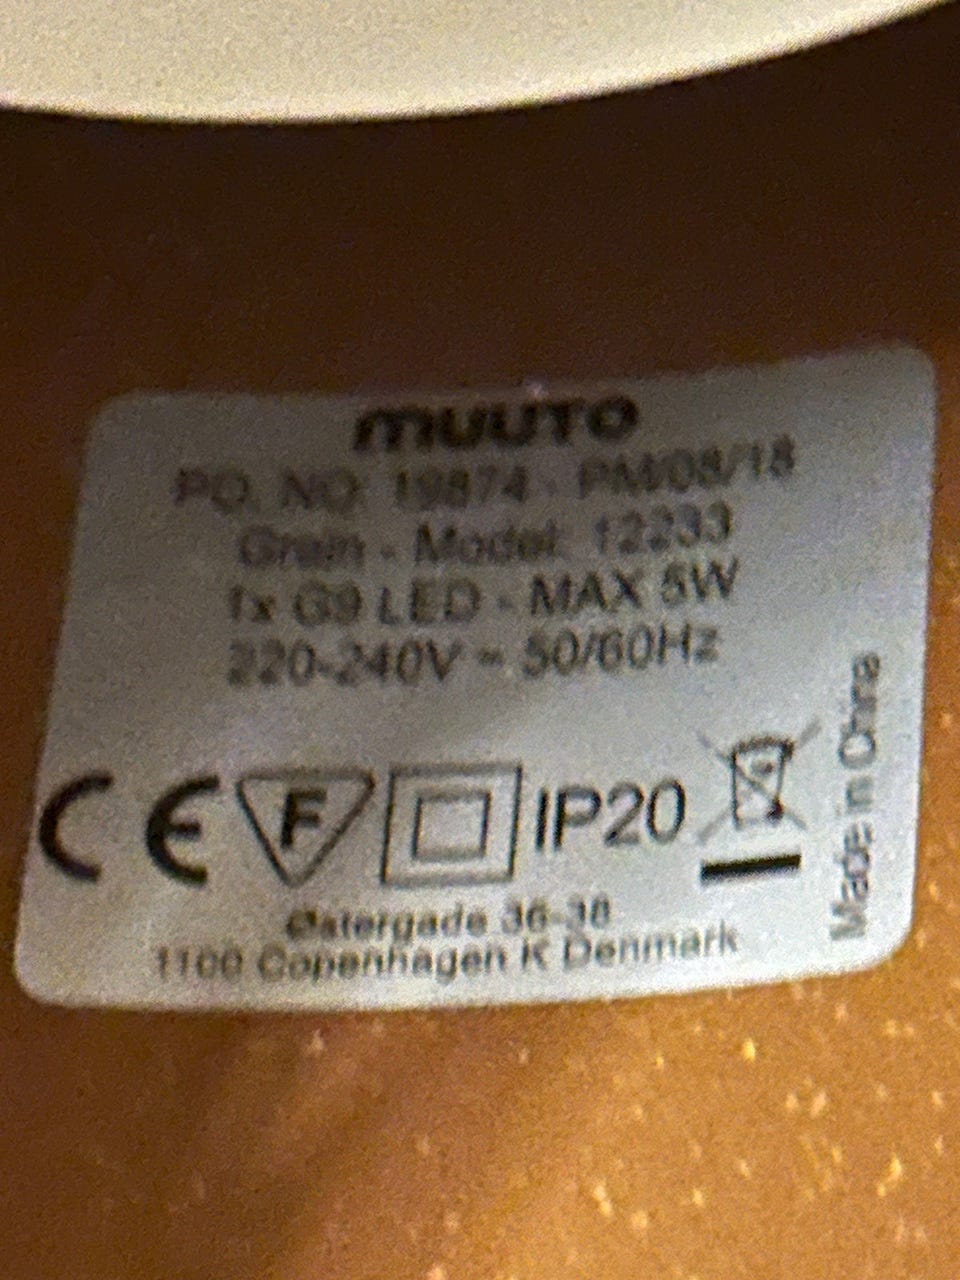 muuto
PO. NO: 19874 - PM/08/18
Grain - Model: 12233
1x G9 LED - MAX 5W
220-240V ~ 50/60Hz
CE F IP20
Made in China
Østergade 36-38
1100 Copenhagen K Denmark